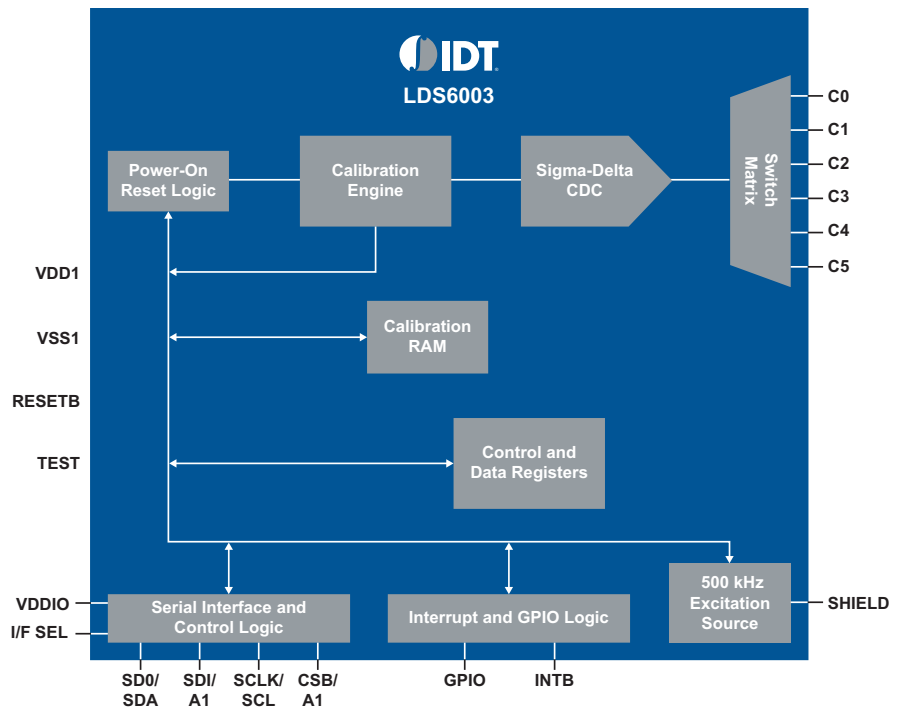 IDT
LDS6003
C0
C1
C2
C3
C4
C5
Switch
Matrix
Power-On
Reset Logic
Calibration
Engine
Sigma-Delta
CDC
VDD1
VSS1
RESETB
TEST
Calibration
RAM
Control and
Data Registers
VDDIO
I/F SEL
Serial Interface and
Control Logic
Interrupt and GPIO Logic
500 kHz
Excitation
Source
SHIELD
SD0/
SDA
SDI/
A1
SCLK/
SCL
CSB/
A1
GPIO
INTB